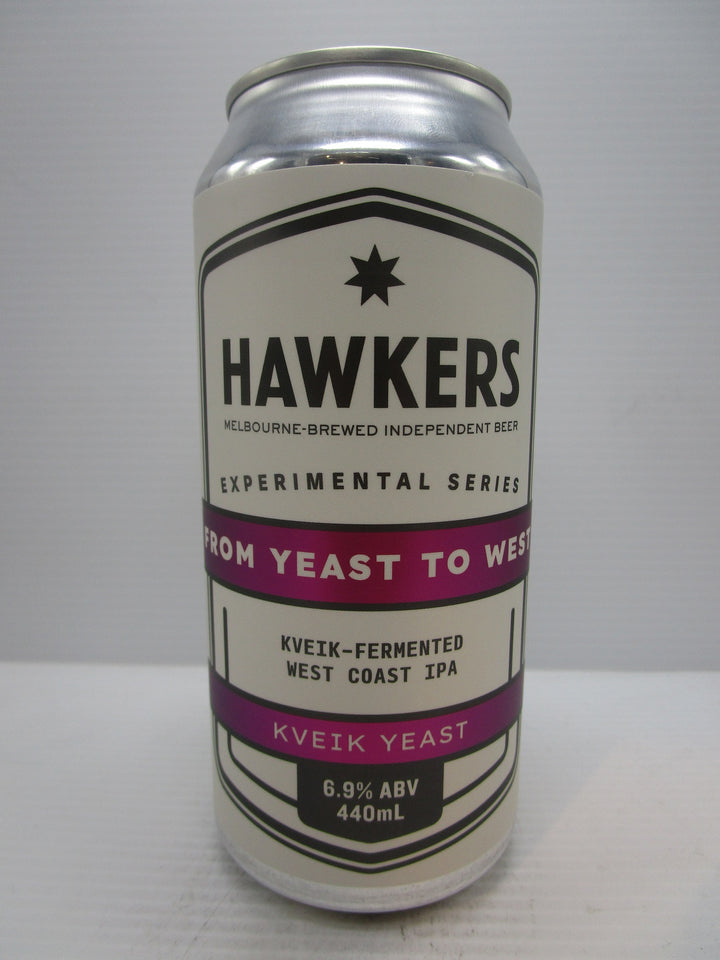 HAWKERS
MELBOURNE-BREWED INDEPENDENT BEER
EXPERIMENTAL SERIES
FROM YEAST TO WEST
KVEIK-FERMENTED
WEST COAST IPA
KVEIK YEAST
6.9% ABV
440mL